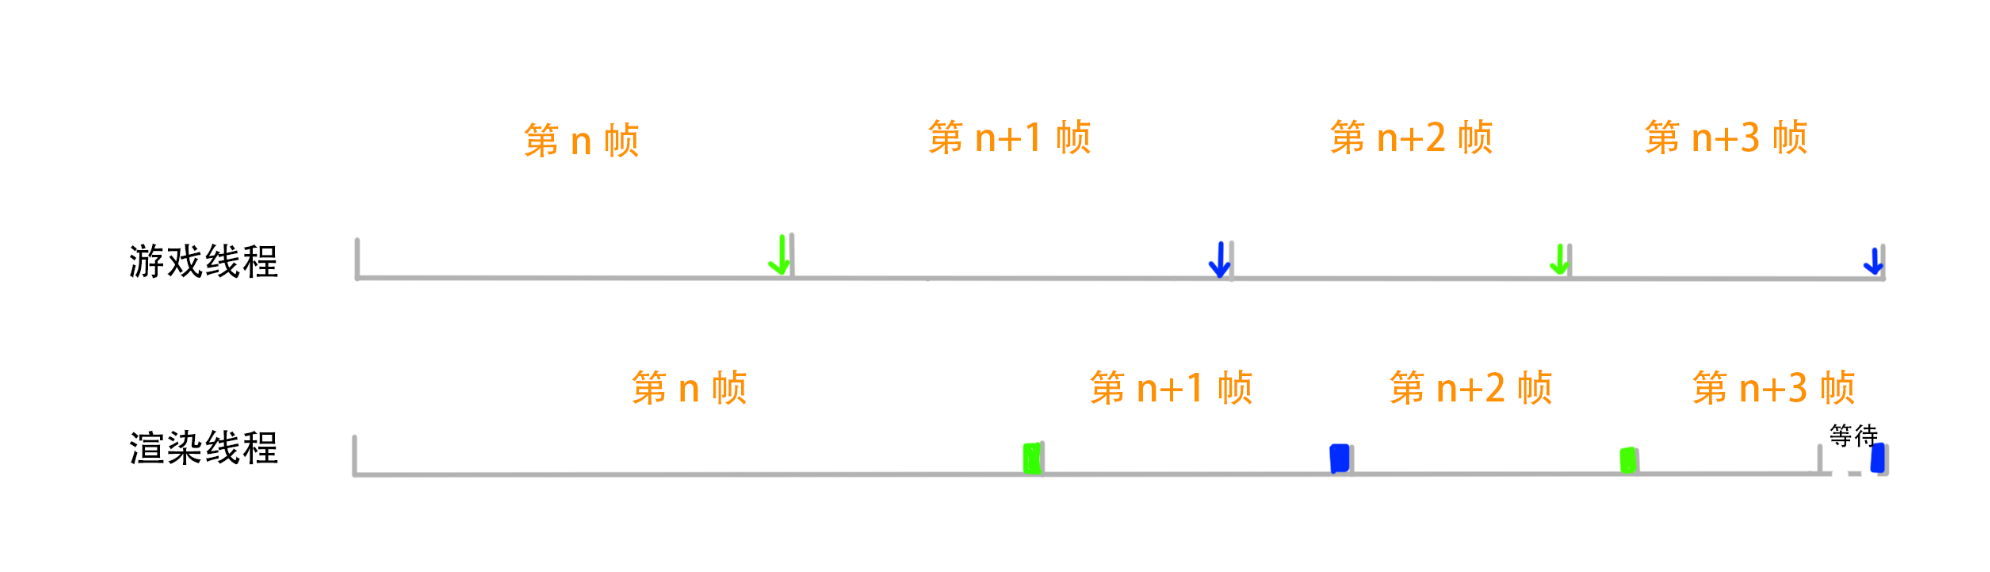 第 n 帧
第 n+1 帧
第 n+2 帧
第 n+3 帧
游戏线程
第 n 帧
第 n+1 帧
第 n+2 帧
第 n+3 帧
渲染线程
等待